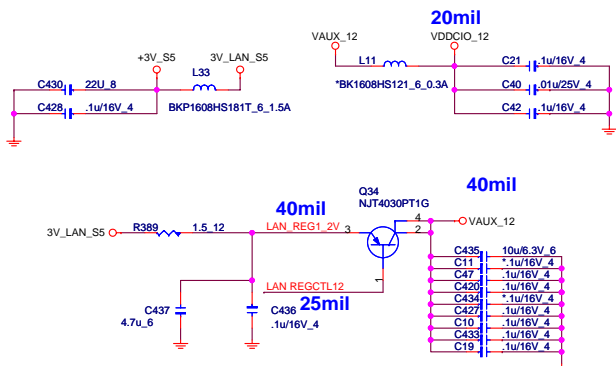 20mil
+3V_S5
3V_LAN_S5
L33
C430
22U_8
C428
.1u/16V_4
BKP1608HS181T_6_1.5A
VAUX_12
VDDCIO_12
L11
*BK1608HS121_6_0.3A
C21
.1u/16V_4
C40
.01u/25V_4
C42
.1u/16V_4
Q34
NJT4030PT1G
40mil
40mil
3V_LAN_S5
R389
1.5_12
LAN_REG1_2V
3
4
2
1
VAUX_12
LAN REGCTL12
25mil
C437
4.7u_6
C436
.1u/16V_4
C435
10u/6.3V_6
C11
*.1u/16V_4
C47
.1u/16V_4
C420
.1u/16V_4
C434
*.1u/16V_4
C427
.1u/16V_4
C10
.1u/16V_4
C433
.1u/16V_4
C19
.1u/16V_4